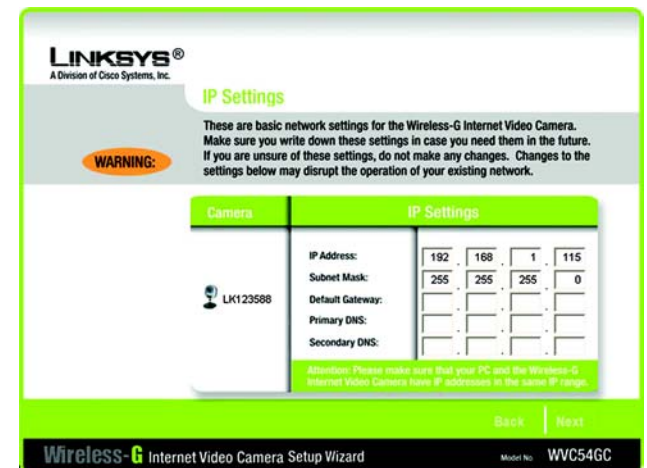 LINKSYS®
A Division of Cisco Systems, Inc.
IP Settings
WARNING:
These are basic network settings for the Wireless-G Internet Video Camera.
Make sure you write down these settings in case you need them in the future.
If you are unsure of these settings, do not make any changes. Changes to the
settings below may disrupt the operation of your existing network.
Camera IP Settings
IP Address: 192 . 168 . 1 . 115
Subnet Mask: 255 . 255 . 255 . 0
LK123588
Default Gateway: . . .
Primary DNS: . . .
Secondary DNS: . . .
Attention: Please make sure that your PC and the Wireless-G
Internet Video Camera have IP addresses in the same IP range.
Back Next
Wireless-G Internet Video Camera Setup Wizard Model No. WVC54GC